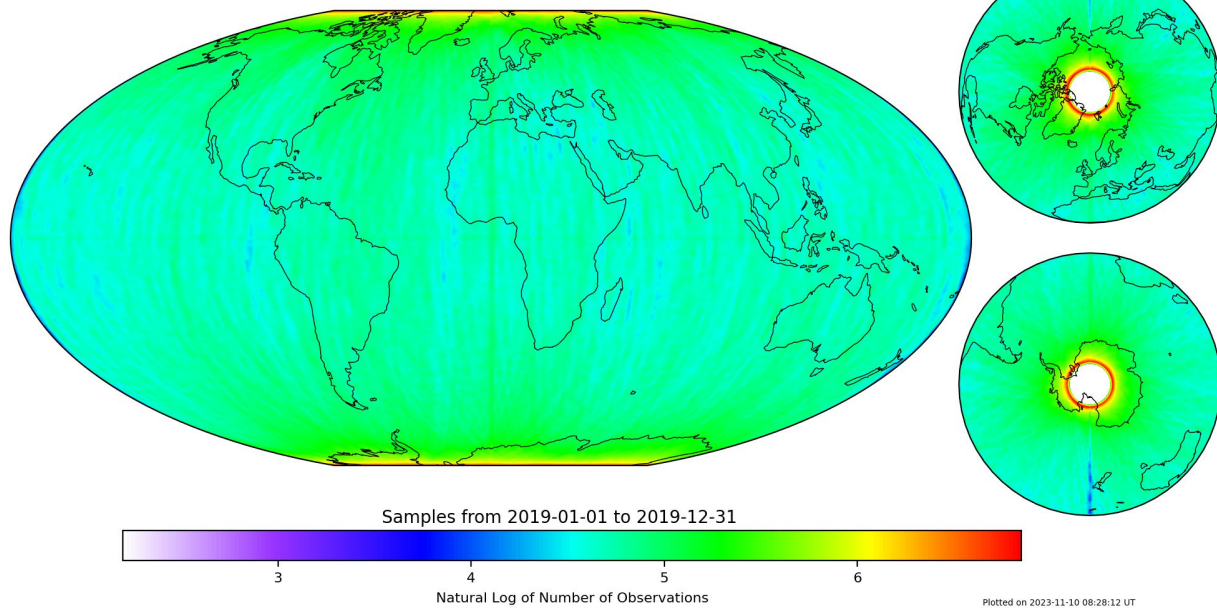 Samples from 2019-01-01 to 2019-12-31
3 4 5 6
Natural Log of Number of Observations
Plotted on 2023-11-10 08:28:12 UT